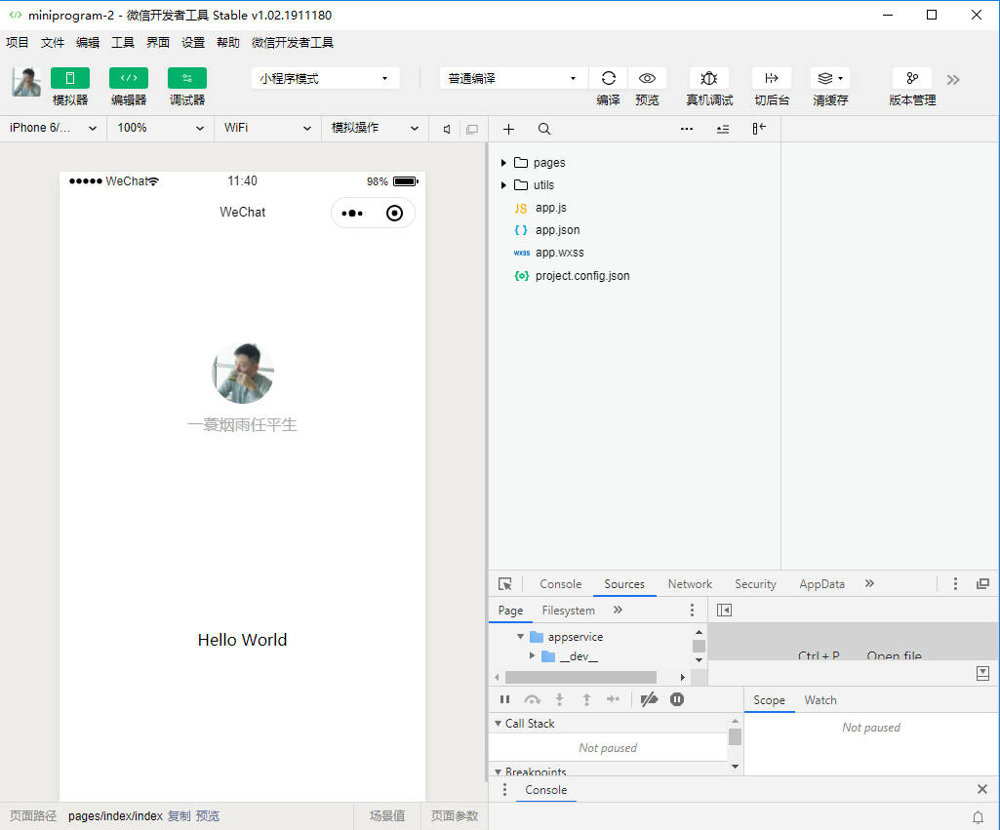 miniprogram-2 - 微信开发者工具 Stable v1.02.1911180
项目 文件 编辑 工具 界面 设置 帮助 微信开发者工具
小程序模式 普通编译
模拟器 编辑器 调试器 编译 预览 真机调试 切后台 清缓存 版本管理
iPhone 6/... 100% WiFi 模拟操作
WeChat 11:40 98%
WeChat
一蓑烟雨任平生
Hello World
页面路径 pages/index/index 复制 预览 场景值 页面参数
pages
utils
JS app.js
{ } app.json
wxss app.wxss
project.config.json
Console Sources Network Security AppData
Page Filesystem
appservice
__dev__
Ctrl + P Open file
Scope Watch
Call Stack
Not paused
Not paused
Breakpoints
Console